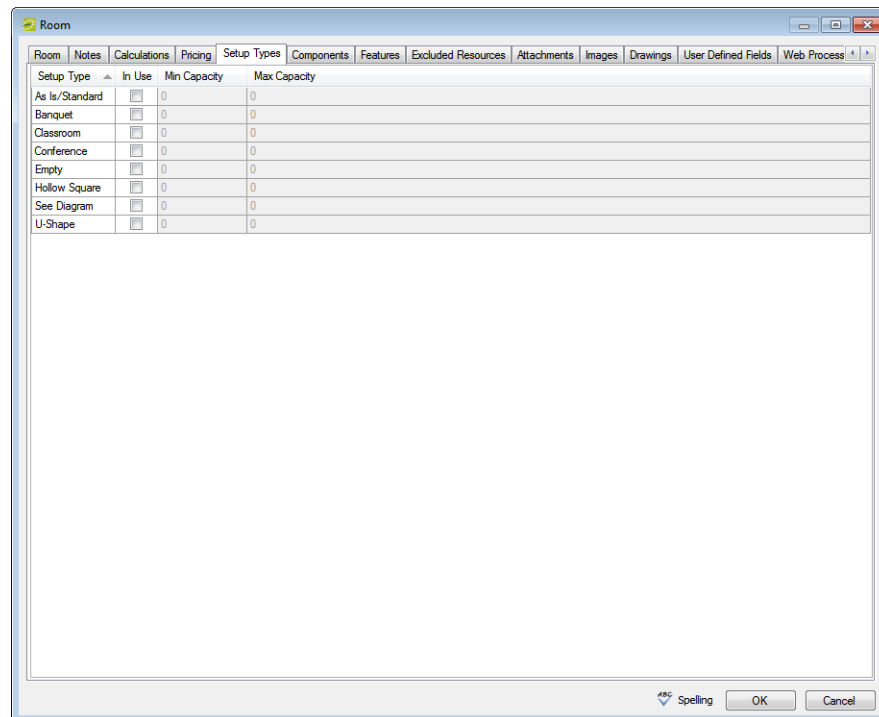 Room
Room Notes Calculations Pricing Setup Types Components Features Excluded Resources Attachments Images Drawings User Defined Fields Web Process
Setup Type In Use Min Capacity Max Capacity
As Is/Standard 0 0
Banquet 0 0
Classroom 0 0
Conference 0 0
Empty 0 0
Hollow Square 0 0
See Diagram 0 0
U-Shape 0 0
ABC Spelling OK Cancel